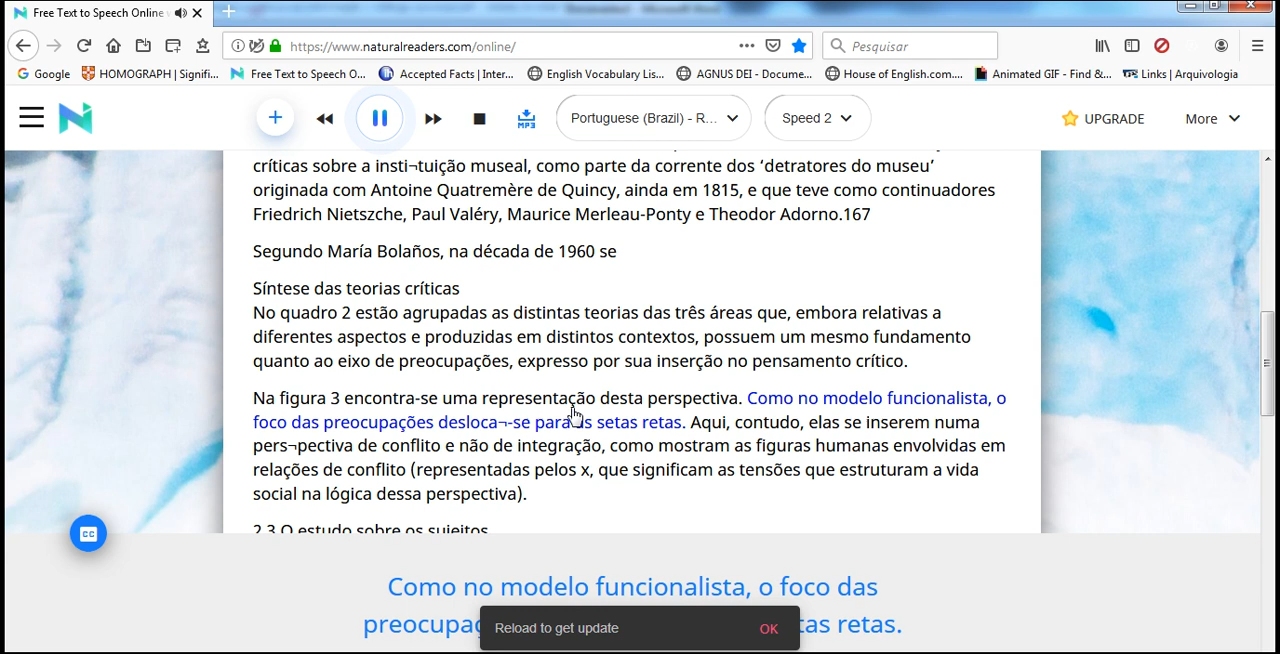 Free Text to Speech Online
https://www.naturalreaders.com/online/
Pesquisar
Google
HOMOGRAPH | Signifi...
Free Text to Speech O...
Accepted Facts | Inter...
English Vocabulary Lis...
AGNUS DEI - Docume...
House of English.com....
Animated GIF - Find &...
Links | Arquivologia
MP3
Portuguese (Brazil) - R...
Speed 2
UPGRADE
More
críticas sobre a insti¬tuição museal, como parte da corrente dos ‘detratores do museu’
originada com Antoine Quatremère de Quincy, ainda em 1815, e que teve como continuadores
Friedrich Nietszche, Paul Valéry, Maurice Merleau-Ponty e Theodor Adorno.167
Segundo María Bolaños, na década de 1960 se
Síntese das teorias críticas
No quadro 2 estão agrupadas as distintas teorias das três áreas que, embora relativas a
diferentes aspectos e produzidas em distintos contextos, possuem um mesmo fundamento
quanto ao eixo de preocupações, expresso por sua inserção no pensamento crítico.
Na figura 3 encontra-se uma representação desta perspectiva. Como no modelo funcionalista, o
foco das preocupações desloca¬-se para as setas retas. Aqui, contudo, elas se inserem numa
pers¬pectiva de conflito e não de integração, como mostram as figuras humanas envolvidas em
relações de conflito (representadas pelos x, que significam as tensões que estruturam a vida
social na lógica dessa perspectiva).
2.3 O estudo sobre os sujeitos
CC
Como no modelo funcionalista, o foco das
retas.
Reload to get update
OK